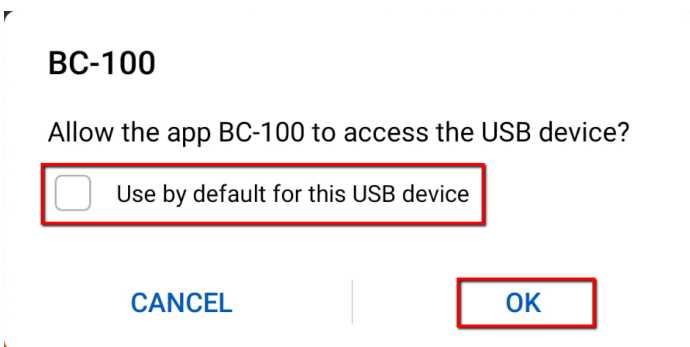 BC-100
Allow the app BC-100 to access the USB device?
Use by default for this USB device
CANCEL
OK